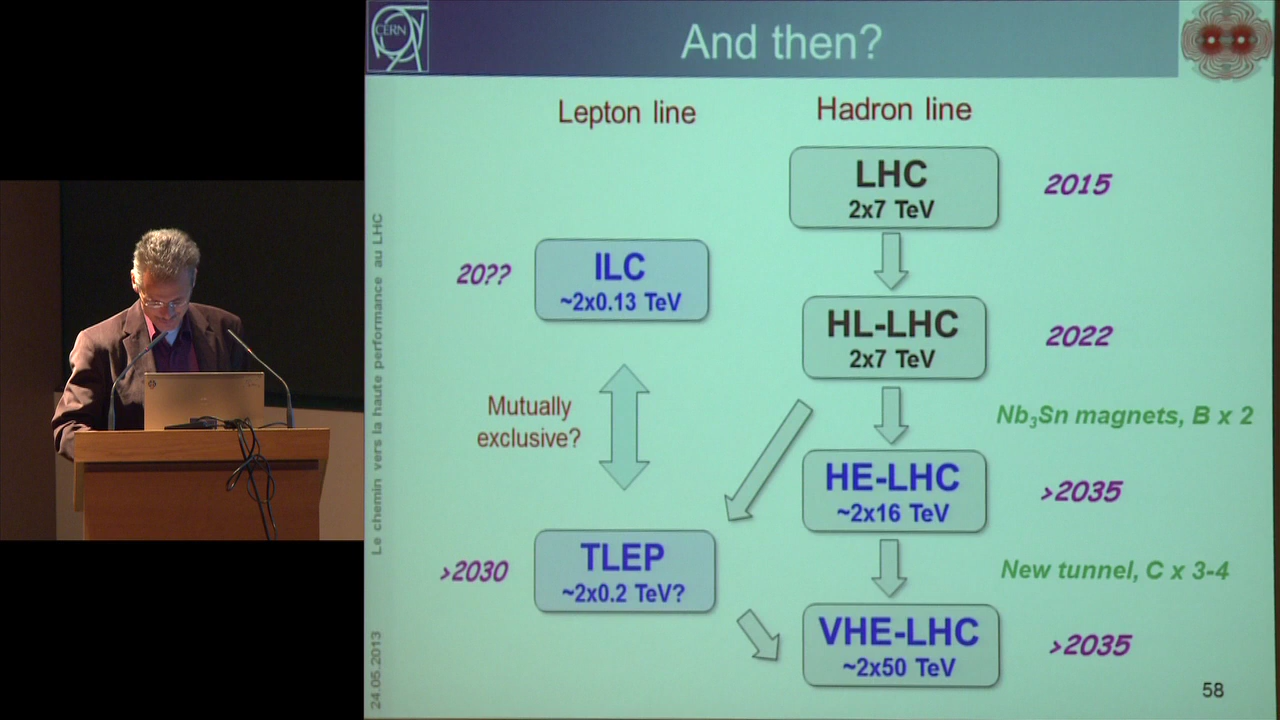 CERN
And then?
Lepton line
Hadron line
LHC
2x7 TeV
2015
20??
ILC
~2x0.13 TeV
HL-LHC
2x7 TeV
2022
Mutually
exclusive?
Nb₃Sn magnets, B x 2
HE-LHC
~2x16 TeV
>2035
>2030
TLEP
~2x0.2 TeV?
New tunnel, C x 3-4
VHE-LHC
~2x50 TeV
>2035
Le chemin vers la haute performance au LHC
24.05.2013
58